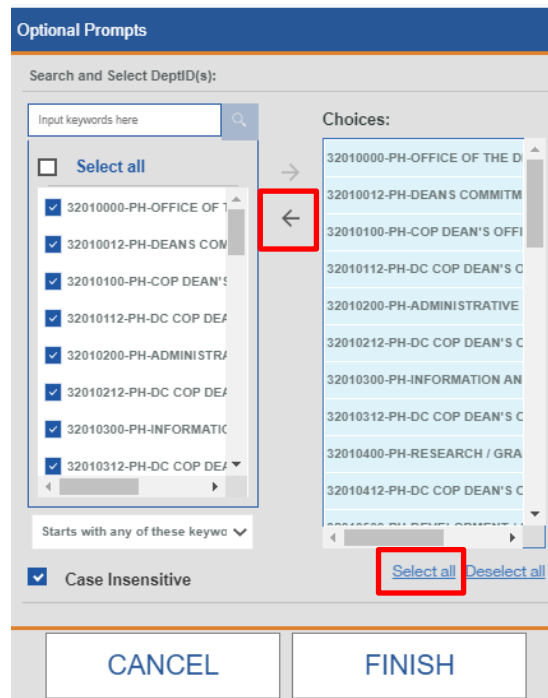 Optional Prompts
Search and Select DeptID(s):
Input keywords here
Select all
32010000-PH-OFFICE OF
32010012-PH-DEANS COM
32010100-PH-COP DEAN'S
32010112-PH-DC COP DEA
32010200-PH-ADMINISTRA
32010212-PH-DC COP DEA
32010300-PH-INFORMATIO
32010312-PH-DC COP DEA
Starts with any of these keywo
Case Insensitive
Choices:
32010000-PH-OFFICE OF THE D
32010012-PH-DEANS COMMITM
32010100-PH-COP DEAN'S OFFI
32010112-PH-DC COP DEAN'S O
32010200-PH-ADMINISTRATIVE
32010212-PH-DC COP DEAN'S O
32010300-PH-INFORMATION AN
32010312-PH-DC COP DEAN'S O
32010400-PH-RESEARCH / GRA
32010412-PH-DC COP DEAN'S O
Select all Deselect all
CANCEL
FINISH